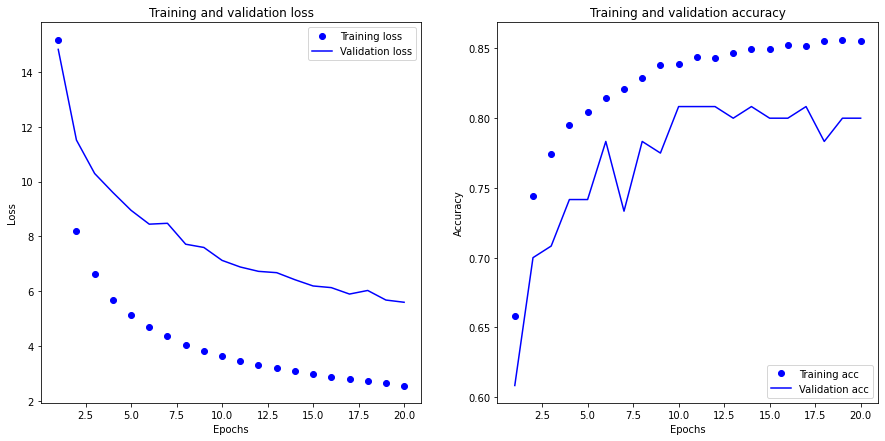 Training and validation loss
Training loss
Validation loss
14
12
10
8
6
4
2
Loss
2.5
5.0
7.5
10.0
12.5
15.0
17.5
20.0
Epochs
Training and validation accuracy
0.85
0.80
0.75
0.70
0.65
0.60
Accuracy
Training acc
Validation acc
2.5
5.0
7.5
10.0
12.5
15.0
17.5
20.0
Epochs